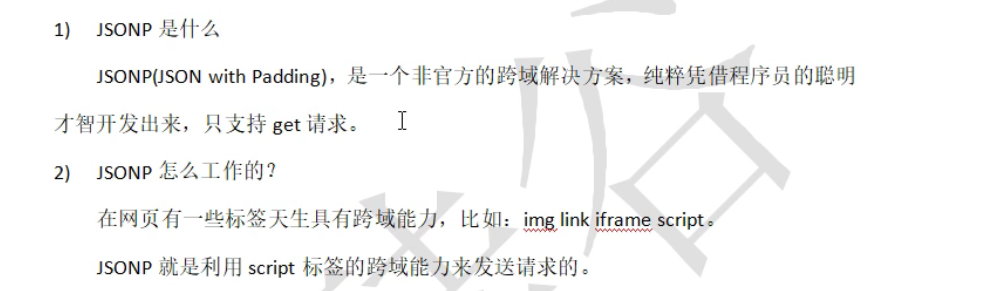 1) JSONP 是什么
JSONP(JSON with Padding)，是一个非官方的跨域解决方案，纯粹凭借程序员的聪明
才智开发出来，只支持 get 请求。
2) JSONP 怎么工作的？
在网页有一些标签天生具有跨域能力，比如：img link iframe script。
JSONP 就是利用 script 标签的跨域能力来发送请求的。